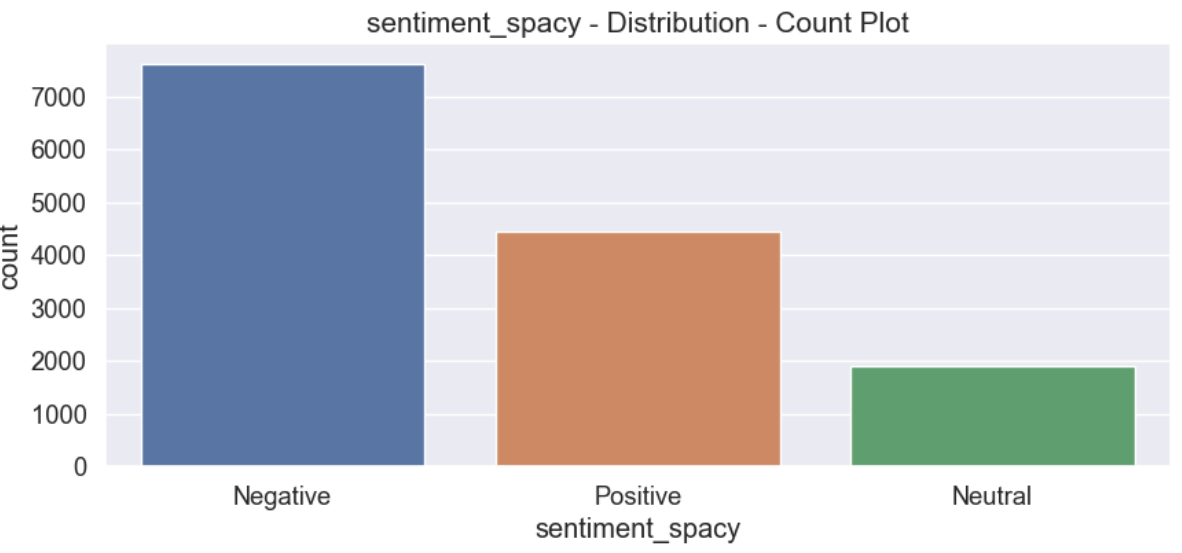 sentiment_spacy - Distribution - Count Plot
7000
6000
5000
4000
3000
2000
1000
0
count
Negative Positive Neutral
sentiment_spacy